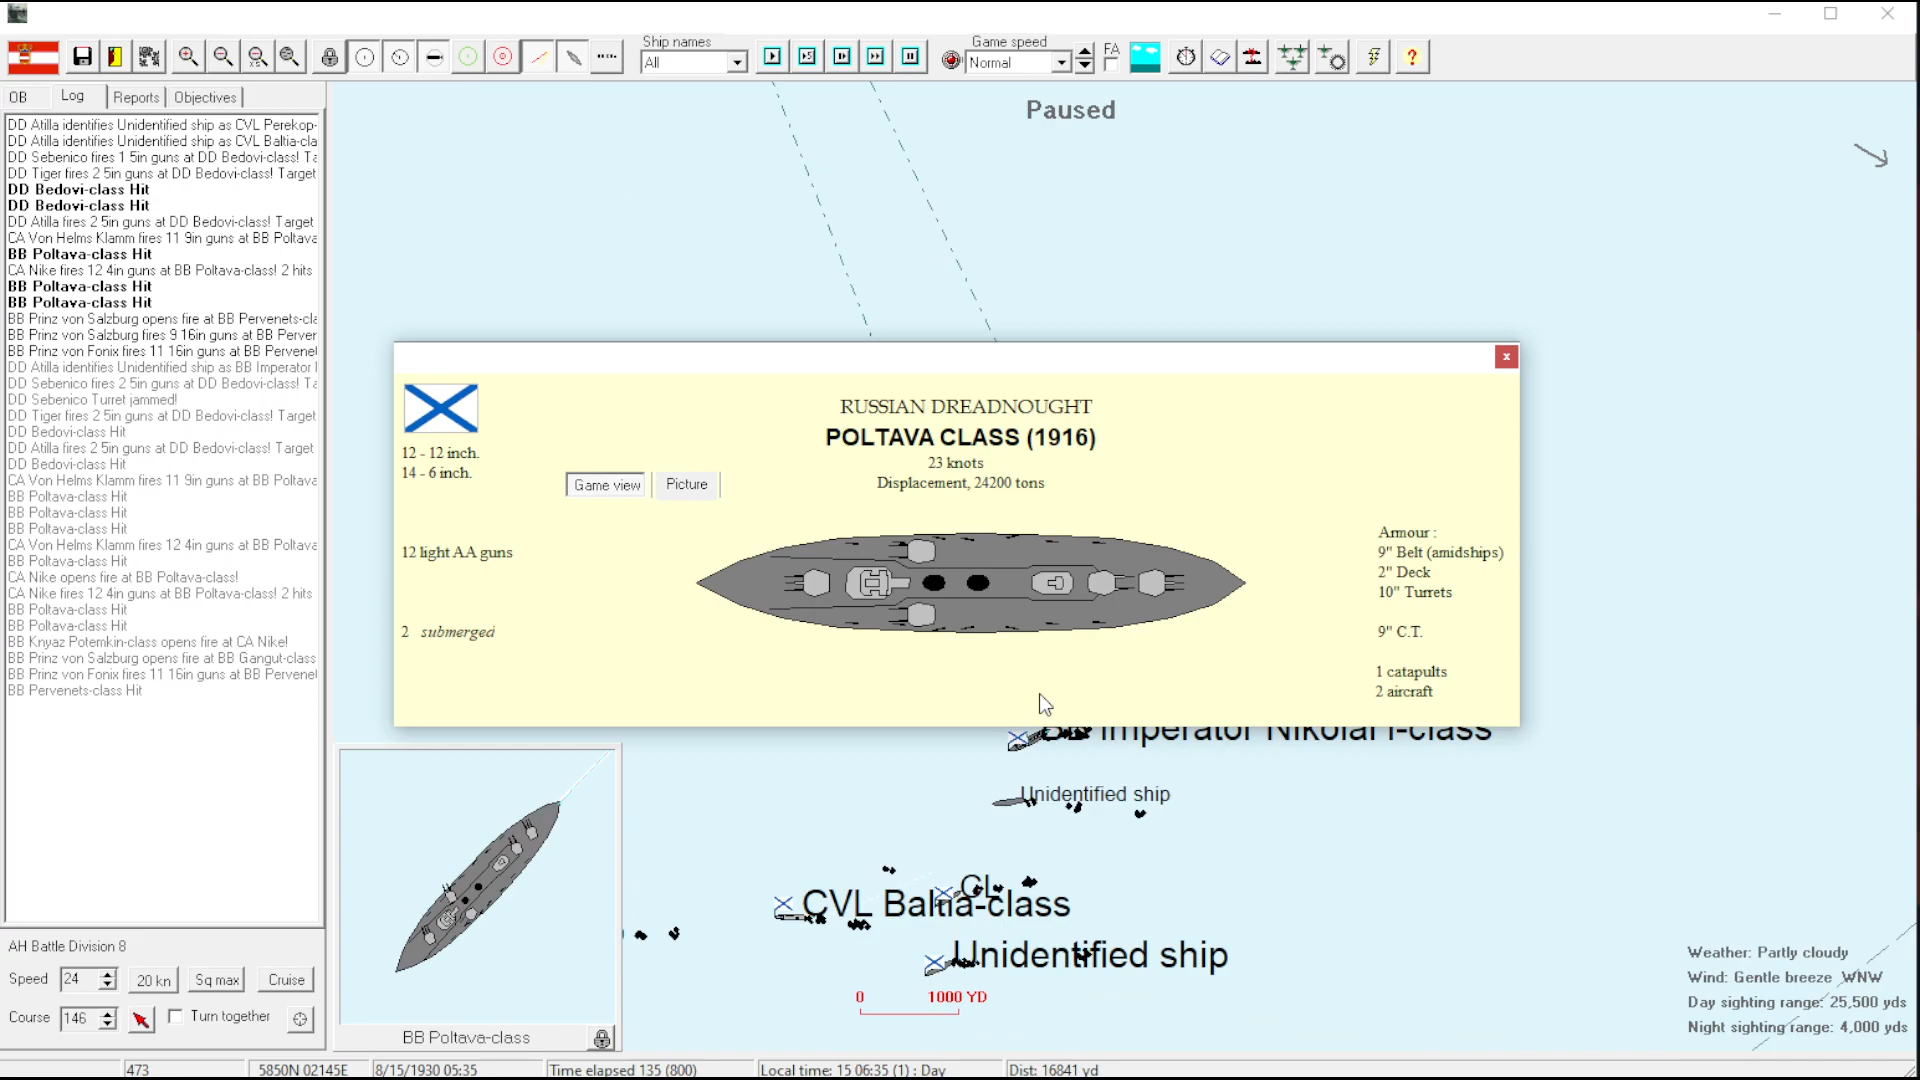 Ship names
All
Game speed
Normal
FA
OB
Log
Reports
Objectives
Paused
DD Atilla identifies Unidentified ship as CVL Perekop-
DD Atilla identifies Unidentified ship as CVL Baltia-cla
DD Sebenico fires 1 5in guns at DD Bedovi-class! Ta
DD Tiger fires 2 5in guns at DD Bedovi-class! Target
DD Bedovi-class Hit
DD Bedovi-class Hit
DD Atilla fires 2 5in guns at DD Bedovi-class! Target
CA Von Helms Klamm fires 11 9in guns at BB Poltava
BB Poltava-class Hit
CA Nike fires 12 4in guns at BB Poltava-class! 2 hits
BB Poltava-class Hit
BB Poltava-class Hit
BB Prinz von Salzburg opens fire at BB Pervenets-cla
BB Prinz von Salzburg fires 9 16in guns at BB Perver
BB Prinz von Fonix fires 11 16in guns at BB Pervenet
DD Atilla identifies Unidentified ship as BB Imperator
DD Sebenico fires 2 5in guns at DD Bedovi-class! Ta
DD Sebenico Turret jammed!
DD Tiger fires 2 5in guns at DD Bedovi-class! Target
DD Bedovi-class Hit
DD Atilla fires 2 5in guns at DD Bedovi-class! Target
DD Bedovi-class Hit
CA Von Helms Klamm fires 11 9in guns at BB Poltava
BB Poltava-class Hit
BB Poltava-class Hit
BB Poltava-class Hit
CA Von Helms Klamm fires 12 4in guns at BB Poltava
BB Poltava-class Hit
CA Nike opens fire at BB Poltava-class!
CA Nike fires 12 4in guns at BB Poltava-class! 2 hits
BB Poltava-class Hit
BB Poltava-class Hit
BB Knyaz Potemkin-class opens fire at CA Nike!
BB Prinz von Salzburg opens fire at BB Gangut-class
BB Prinz von Fonix fires 11 16in guns at BB Pervenet
BB Pervenets-class Hit
x
RUSSIAN DREADNOUGHT
POLTAVA CLASS (1916)
23 knots
Displacement, 24200 tons
12 - 12 inch.
14 - 6 inch.
Game view
Picture
12 light AA guns
2 submerged
Armour :
9" Belt (amidships)
2" Deck
10" Turrets
9" C.T.
1 catapults
2 aircraft
BB Imperator Nikolai I-class
Unidentified ship
CL
CVL Baltia-class
Unidentified ship
0 1000 YD
BB Poltava-class
AH Battle Division 8
Speed 24 20 kn Sq max Cruise
Course 146 Turn together
Weather: Partly cloudy
Wind: Gentle breeze WNW
Day sighting range: 25,500 yds
Night sighting range: 4,000 yds
473 5850N 02145E 8/15/1930 05:35 Time elapsed 135 (800) Local time: 15 06:35 (1) : Day Dist: 16841 yd